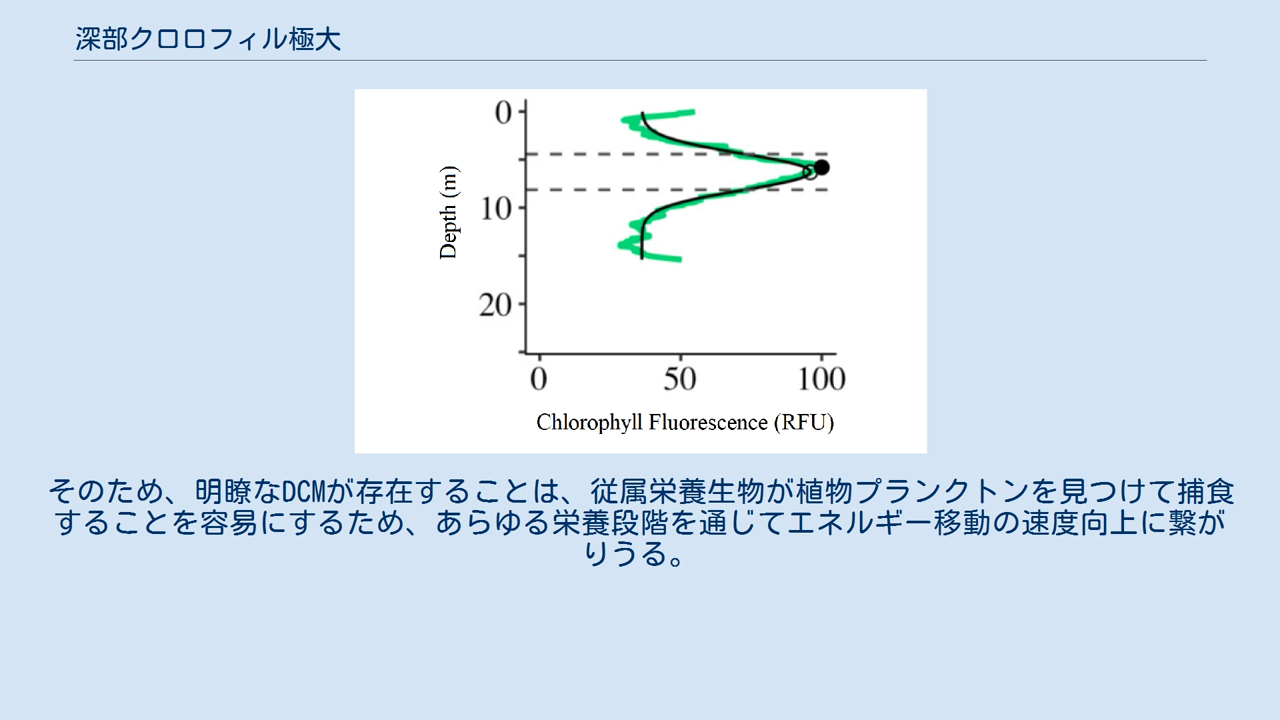 深部クロロフィル極大
0
10
20
Depth (m)
0 50 100
Chlorophyll Fluorescence (RFU)
そのため、明瞭なDCMが存在することは、従属栄養生物が植物プランクトンを見つけて捕食
することを容易にするため、あらゆる栄養段階を通じてエネルギー移動の速度向上に繋が
りうる。